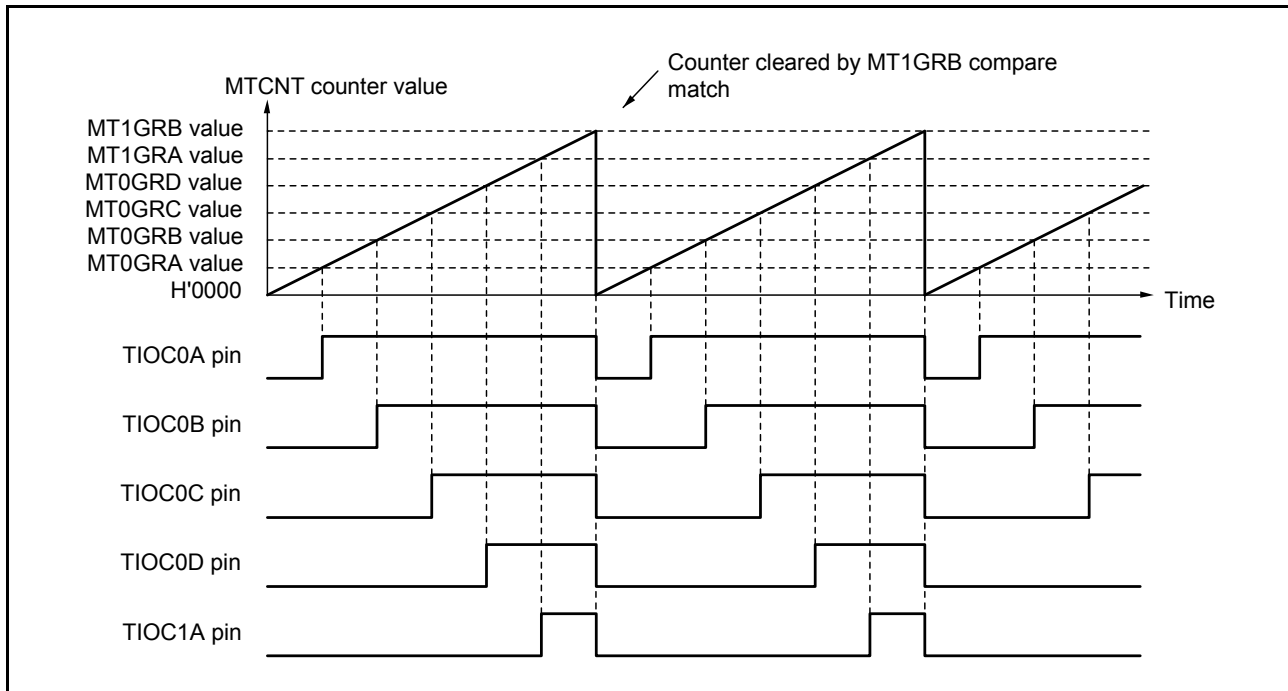 Counter cleared by MT1GRB compare
match
MTCNT counter value
MT1GRB value
MT1GRA value
MT0GRD value
MT0GRC value
MT0GRB value
MT0GRA value
H'0000
Time
TIOC0A pin
TIOC0B pin
TIOC0C pin
TIOC0D pin
TIOC1A pin